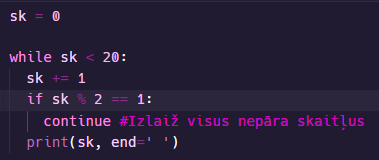 sk = 0

while sk < 20:
  sk += 1
  if sk % 2 == 1:
    continue #Izlaiž visus nepāra skaitļus
  print(sk, end=' ')